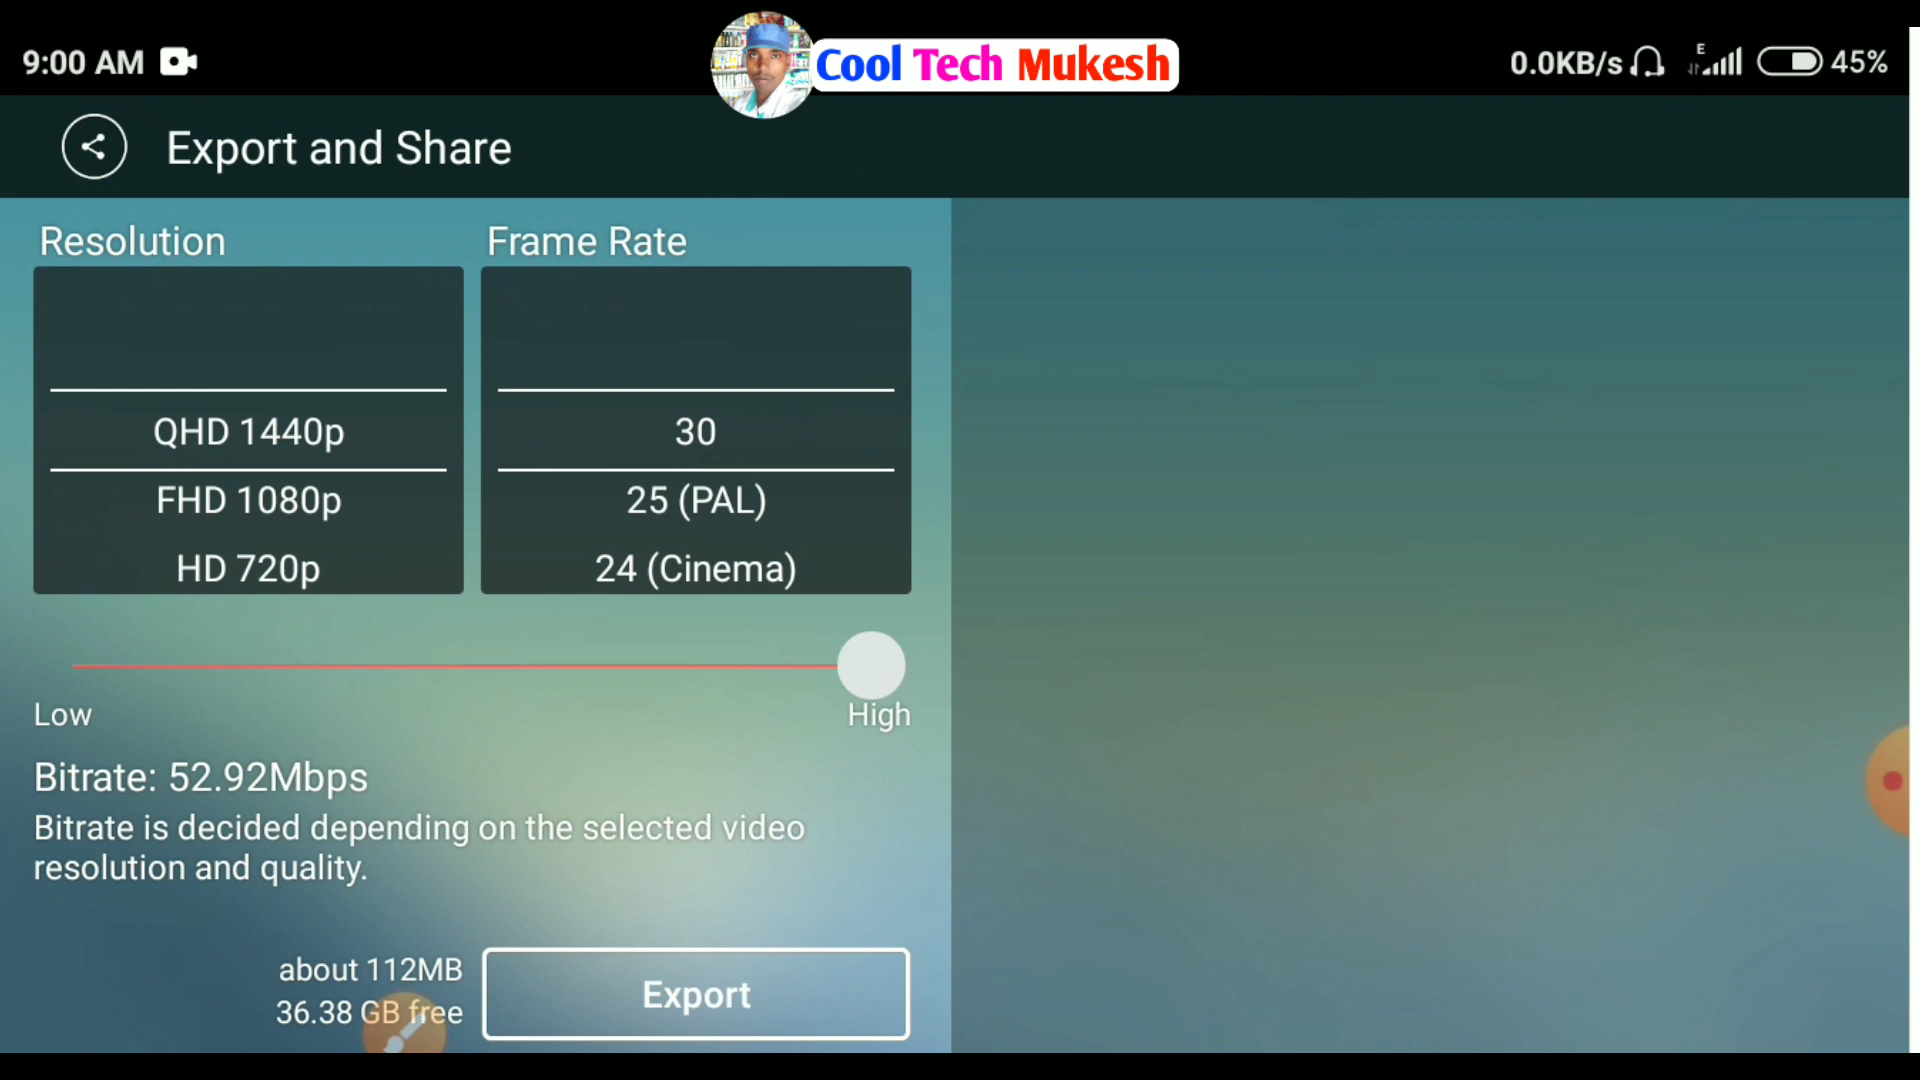 9:00 AM
Cool Tech Mukesh
0.0KB/s
E
45%
Export and Share
Resolution
Frame Rate
QHD 1440p
30
FHD 1080p
25 (PAL)
HD 720p
24 (Cinema)
Low
High
Bitrate: 52.92Mbps
Bitrate is decided depending on the selected video
resolution and quality.
about 112MB
36.38 GB free
Export